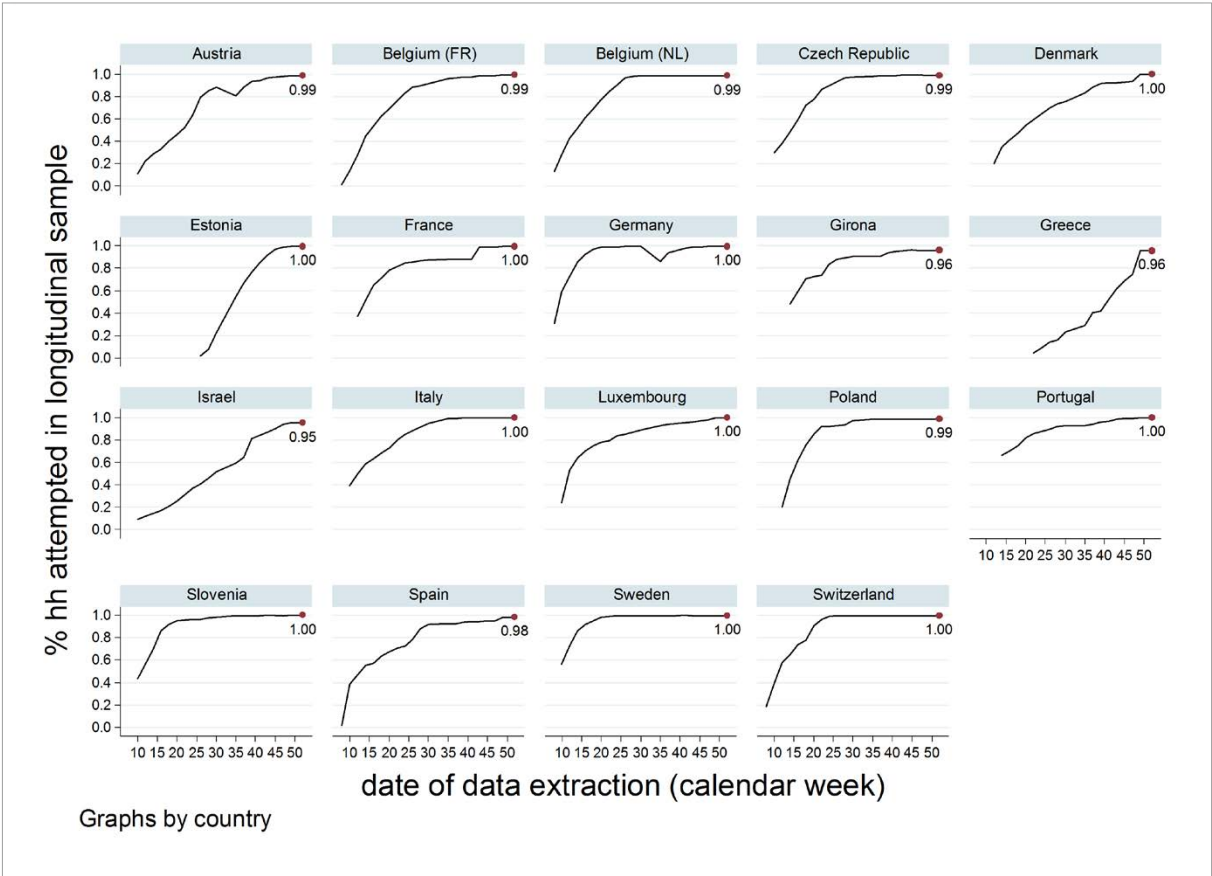 % hh attempted in longitudinal sample
Austria Belgium (FR) Belgium (NL) Czech Republic Denmark
1.0
0.8
0.6
0.4
0.2
0.0
0.99 0.99 0.99 0.99 1.00
Estonia France Germany Girona Greece
1.0
0.8
0.6
0.4
0.2
0.0
1.00 1.00 1.00 0.96 0.96
Israel Italy Luxembourg Poland Portugal
1.0
0.8
0.6
0.4
0.2
0.0
0.95 1.00 1.00 0.99 1.00
10 15 20 25 30 35 40 45 50
Slovenia Spain Sweden Switzerland
1.0
0.8
0.6
0.4
0.2
0.0
1.00 0.98 1.00 1.00
10 15 20 25 30 35 40 45 50 10 15 20 25 30 35 40 45 50 10 15 20 25 30 35 40 45 50 10 15 20 25 30 35 40 45 50
date of data extraction (calendar week)
Graphs by country